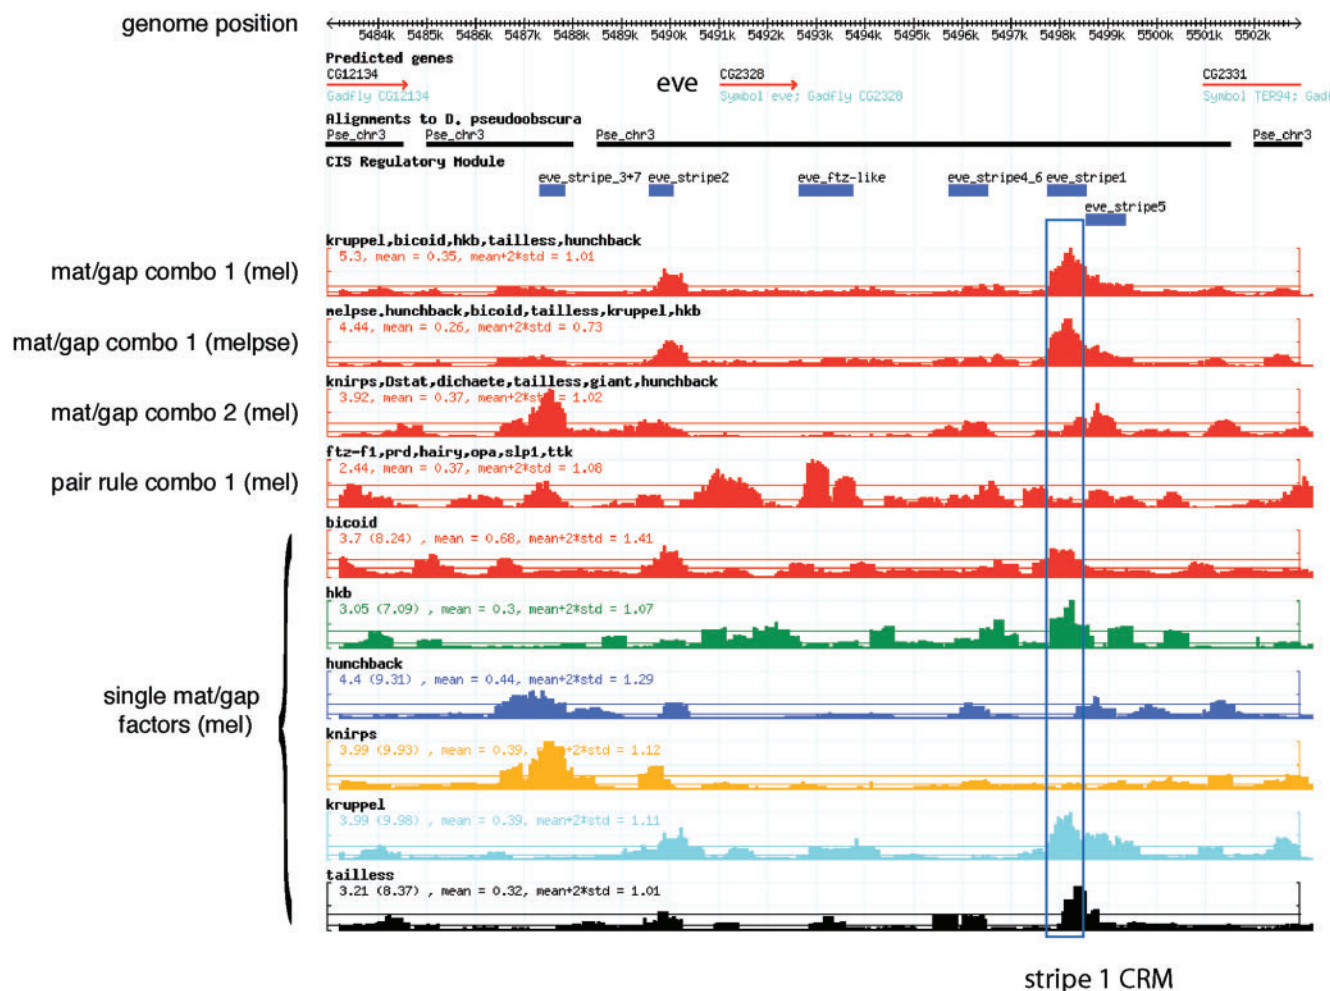 genome position
5484k 5485k 5486k 5487k 5488k 5489k 5490k 5491k 5492k 5493k 5494k 5495k 5496k 5497k 5498k 5499k 5500k 5501k 5502k
Predicted genes
CG12134 eve CG2328 CG2331
Gadfly CG12134 Symbol eve; Gadfly CG2328 Symbol TER94; Gadf
Alignments to D. pseudoobscura
Pse_chr3 Pse_chr3 Pse_chr3 Pse_chr3
CIS Regulatory Module
eve_stripe_3+7 eve_stripe2 eve_ftz-like eve_stripe4_6 eve_stripe1
eve_stripe5
kruppel,bicoid,hkb,tailless,hunchback
mat/gap combo 1 (mel) 5.3, mean = 0.35, mean+2*std = 1.01
melpse.hunchback,bicoid,tailless,kruppel,hkb
mat/gap combo 1 (melpse) 4.44, mean = 0.26, mean+2*std = 0.73
knirps,Dstat,dichaete,tailless,giant,hunchback
mat/gap combo 2 (mel) 3.92, mean = 0.37, mean+2*std = 1.02
ftz-f1,prd,hairy,opa,slp1,ttk
pair rule combo 1 (mel) 2.44, mean = 0.37, mean+2*std = 1.08
bicoid
3.7 (8.24) , mean = 0.68, mean+2*std = 1.41
hkb
3.05 (7.09) , mean = 0.3, mean+2*std = 1.07
hunchback
4.4 (9.31) , mean = 0.44, mean+2*std = 1.29
single mat/gap
factors (mel)
knirps
3.99 (9.93) , mean = 0.39, mean+2*std = 1.12
kruppel
3.99 (9.98) , mean = 0.39, mean+2*std = 1.11
tailless
3.21 (8.37) , mean = 0.32, mean+2*std = 1.01
stripe 1 CRM